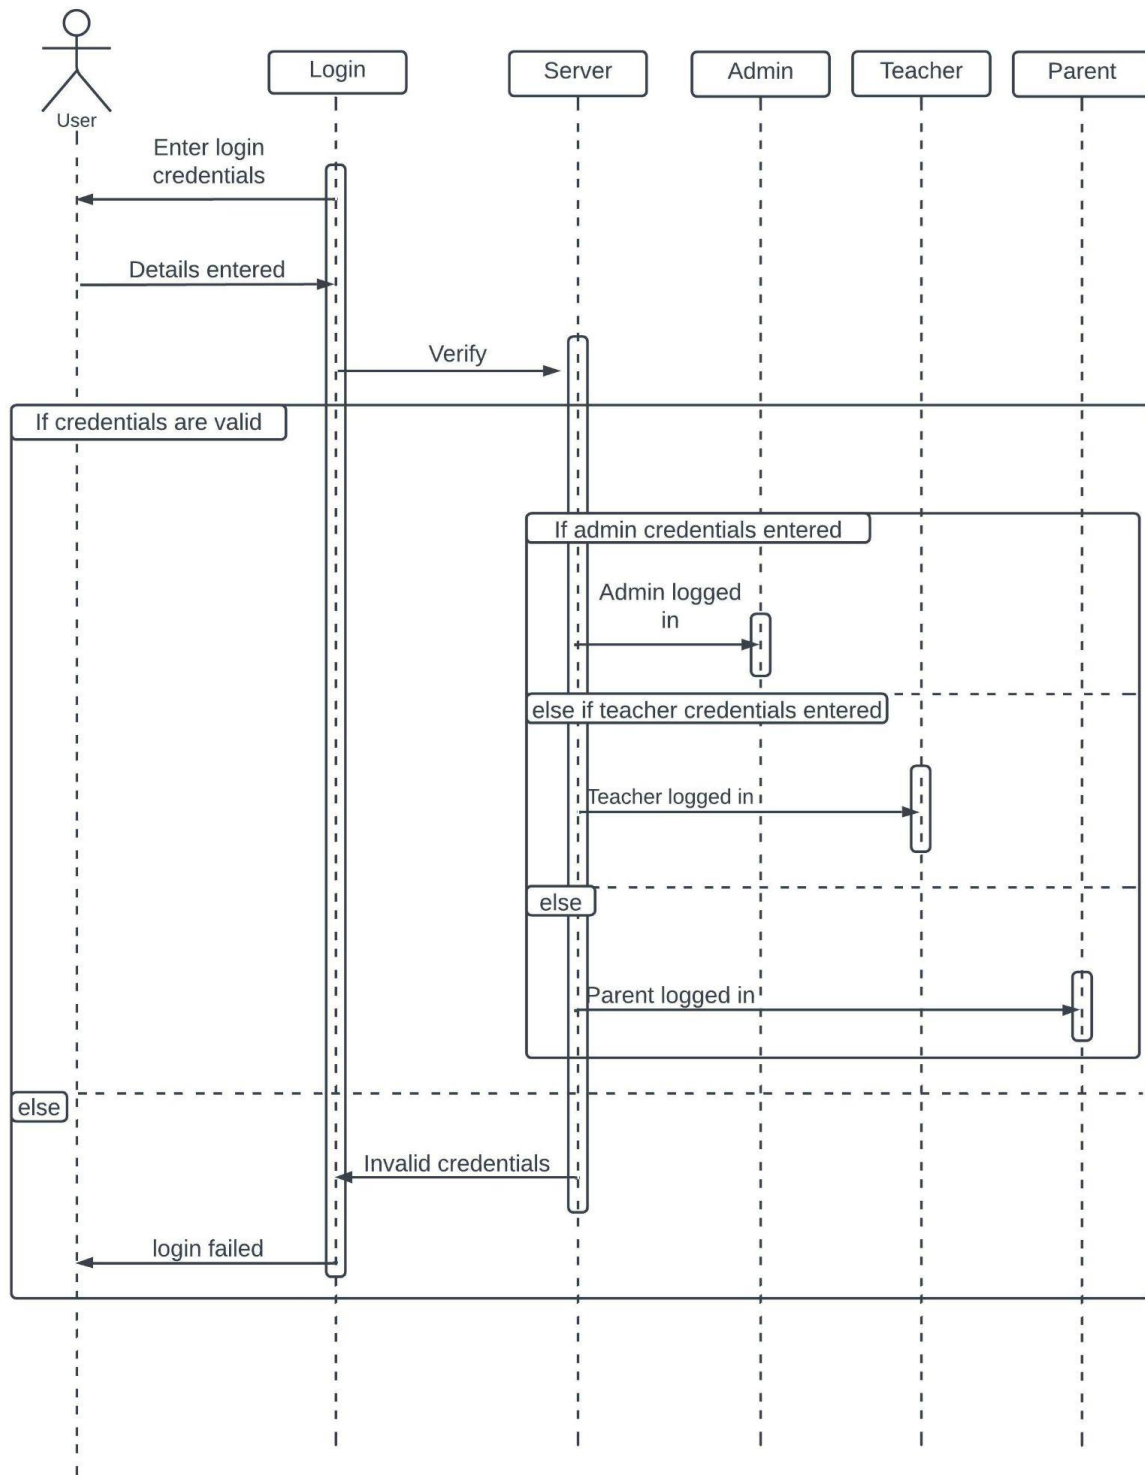 User
Login
Server
Admin
Teacher
Parent
Enter login
credentials
Details entered
Verify
If credentials are valid
If admin credentials entered
Admin logged
in
else if teacher credentials entered
Teacher logged in
else
Parent logged in
else
Invalid credentials
login failed